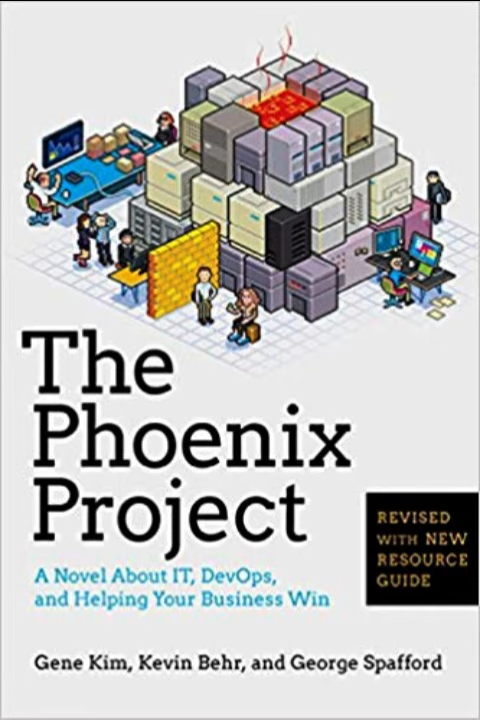 The
Phoenix
Project
REVISED
WITH NEW
RESOURCE
GUIDE
A Novel About IT, DevOps,
and Helping Your Business Win
Gene Kim, Kevin Behr, and George Spafford